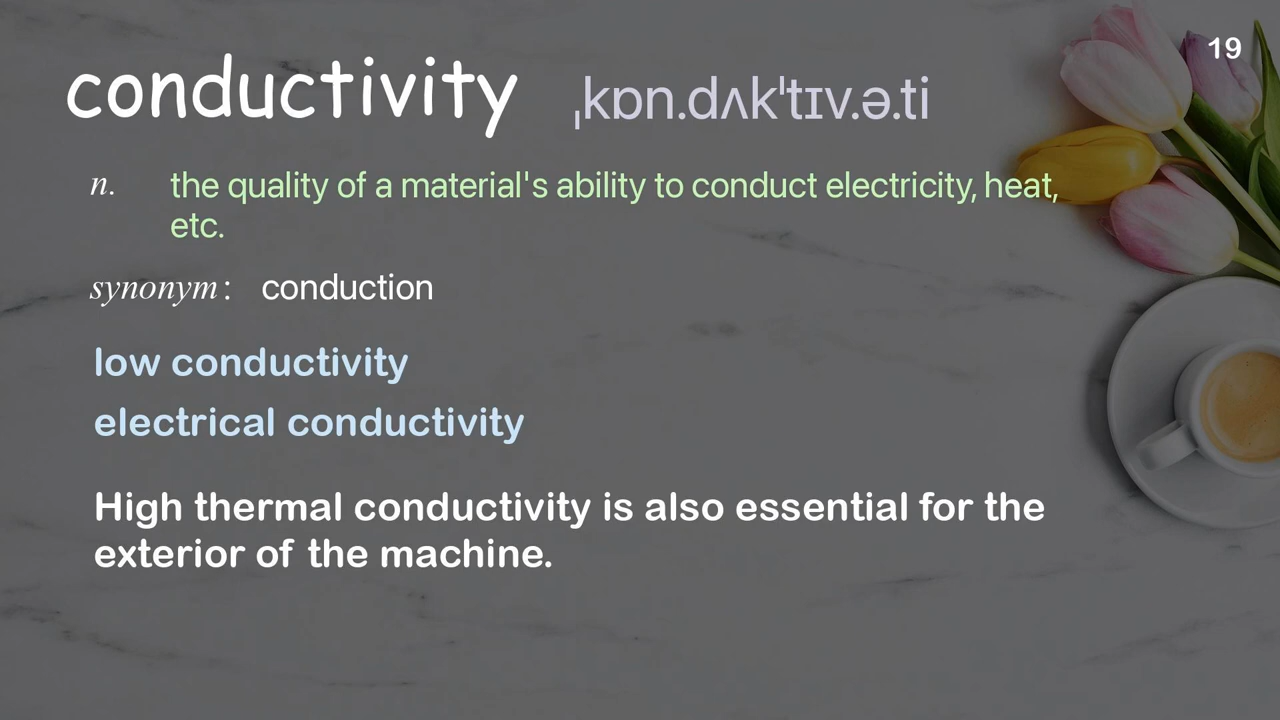 19
conductivity ˌkɒn.dʌkˈtɪv.ə.ti
n. the quality of a material's ability to conduct electricity, heat,
etc.
synonym : conduction
low conductivity
electrical conductivity
High thermal conductivity is also essential for the
exterior of the machine.